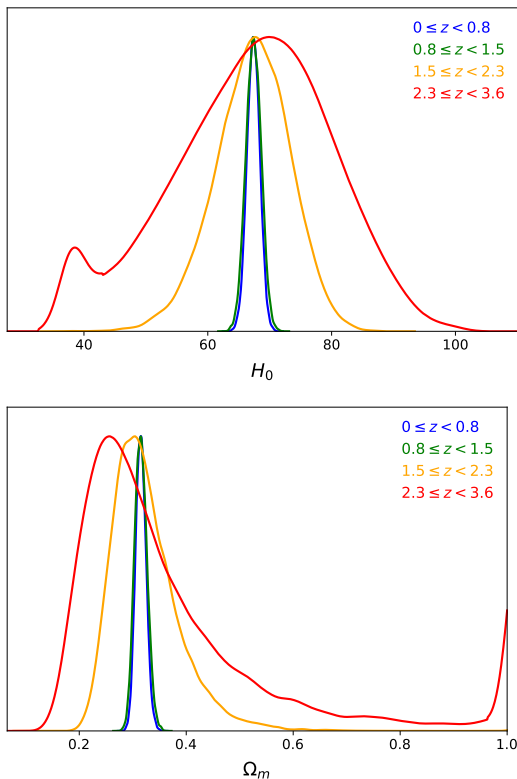 0 ≤ z < 0.8
0.8 ≤ z < 1.5
1.5 ≤ z < 2.3
2.3 ≤ z < 3.6
40 60 80 100
H₀
0 ≤ z < 0.8
0.8 ≤ z < 1.5
1.5 ≤ z < 2.3
2.3 ≤ z < 3.6
0.2 0.4 0.6 0.8 1.0
Ωₘ